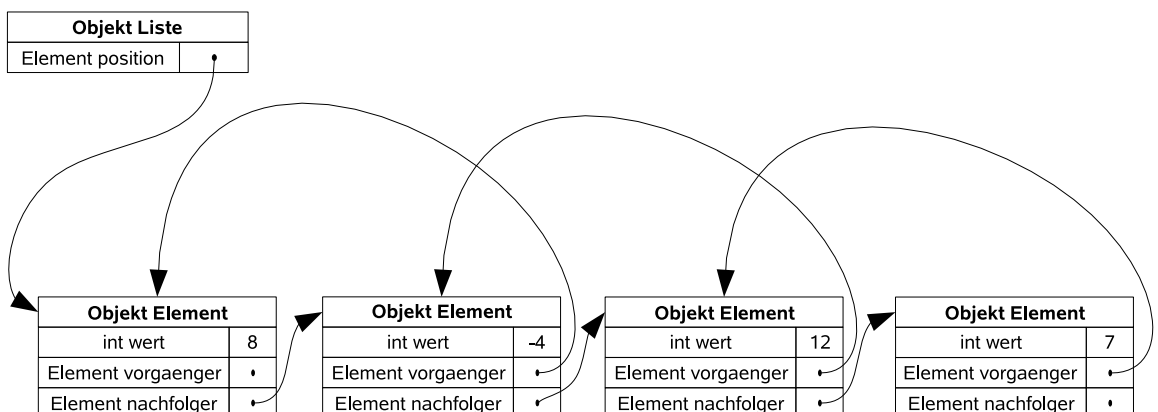 Objekt Liste
Element position
Objekt Element
int wert 8
Element vorgaenger
Element nachfolger
Objekt Element
int wert -4
Element vorgaenger
Element nachfolger
Objekt Element
int wert 12
Element vorgaenger
Element nachfolger
Objekt Element
int wert 7
Element vorgaenger
Element nachfolger